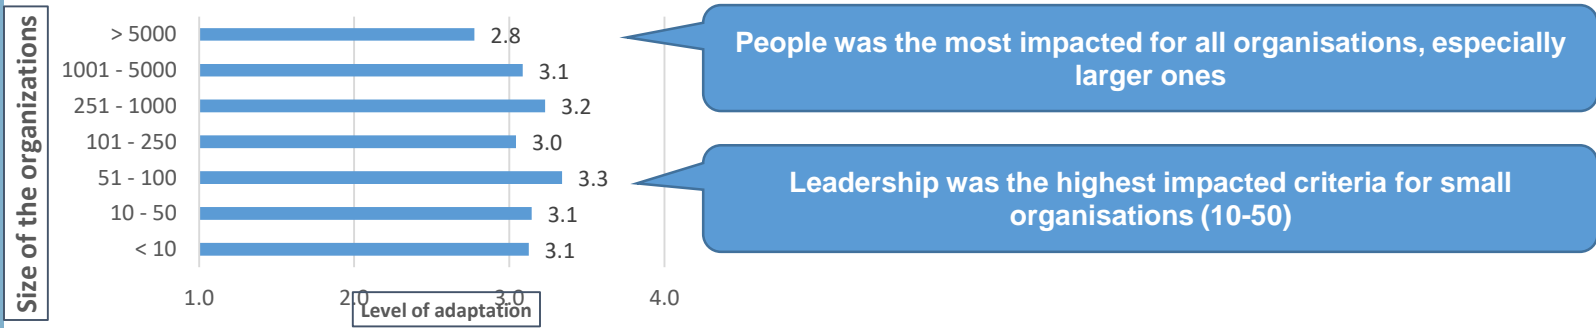 Size of the organizations
> 5000
2.8
1001 - 5000
3.1
251 - 1000
3.2
101 - 250
3.0
51 - 100
3.3
10 - 50
3.1
< 10
3.1
1.0
2.0
3.0
4.0
Level of adaptation
People was the most impacted for all organisations, especially
larger ones
Leadership was the highest impacted criteria for small
organisations (10-50)